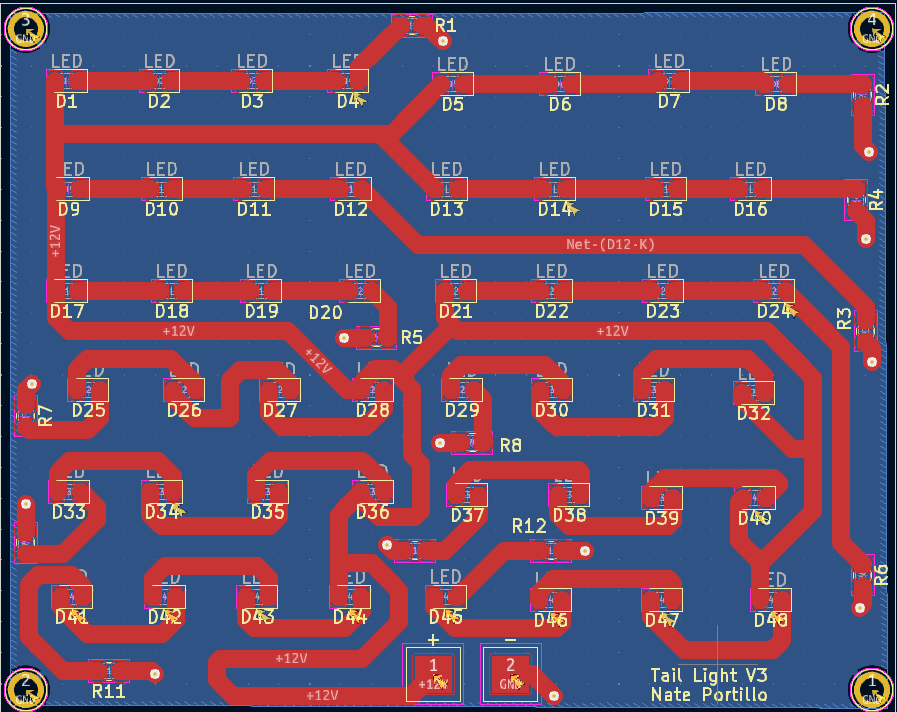 3 GND
4 GND
R1
LED LED LED LED LED LED LED LED
D1 D2 D3 D4 D5 D6 D7 D8
R2
ED LED LED LED LED LED LED LED
D9 D10 D11 D12 D13 D14 D15 D16
R4
+12V
Net-(D12-K)
ED LED LED LED LED LED LED LED
D17 D18 D19 D20 D21 D22 D23 D24
+12V +12V
R5
R3
+12V
D25 D26 D27 D28 D29 D30 D31 D32
R7
R8
D33 D34 D35 D36 D37 D38 D39 D40
R12
R6
D41 D42 D43 D44 D45 D46 D47 D48
+ -
+12V
1 +12V
2 GND
R11
+12V
Tail Light V3
Nate Portillo
2 GND
1 GND